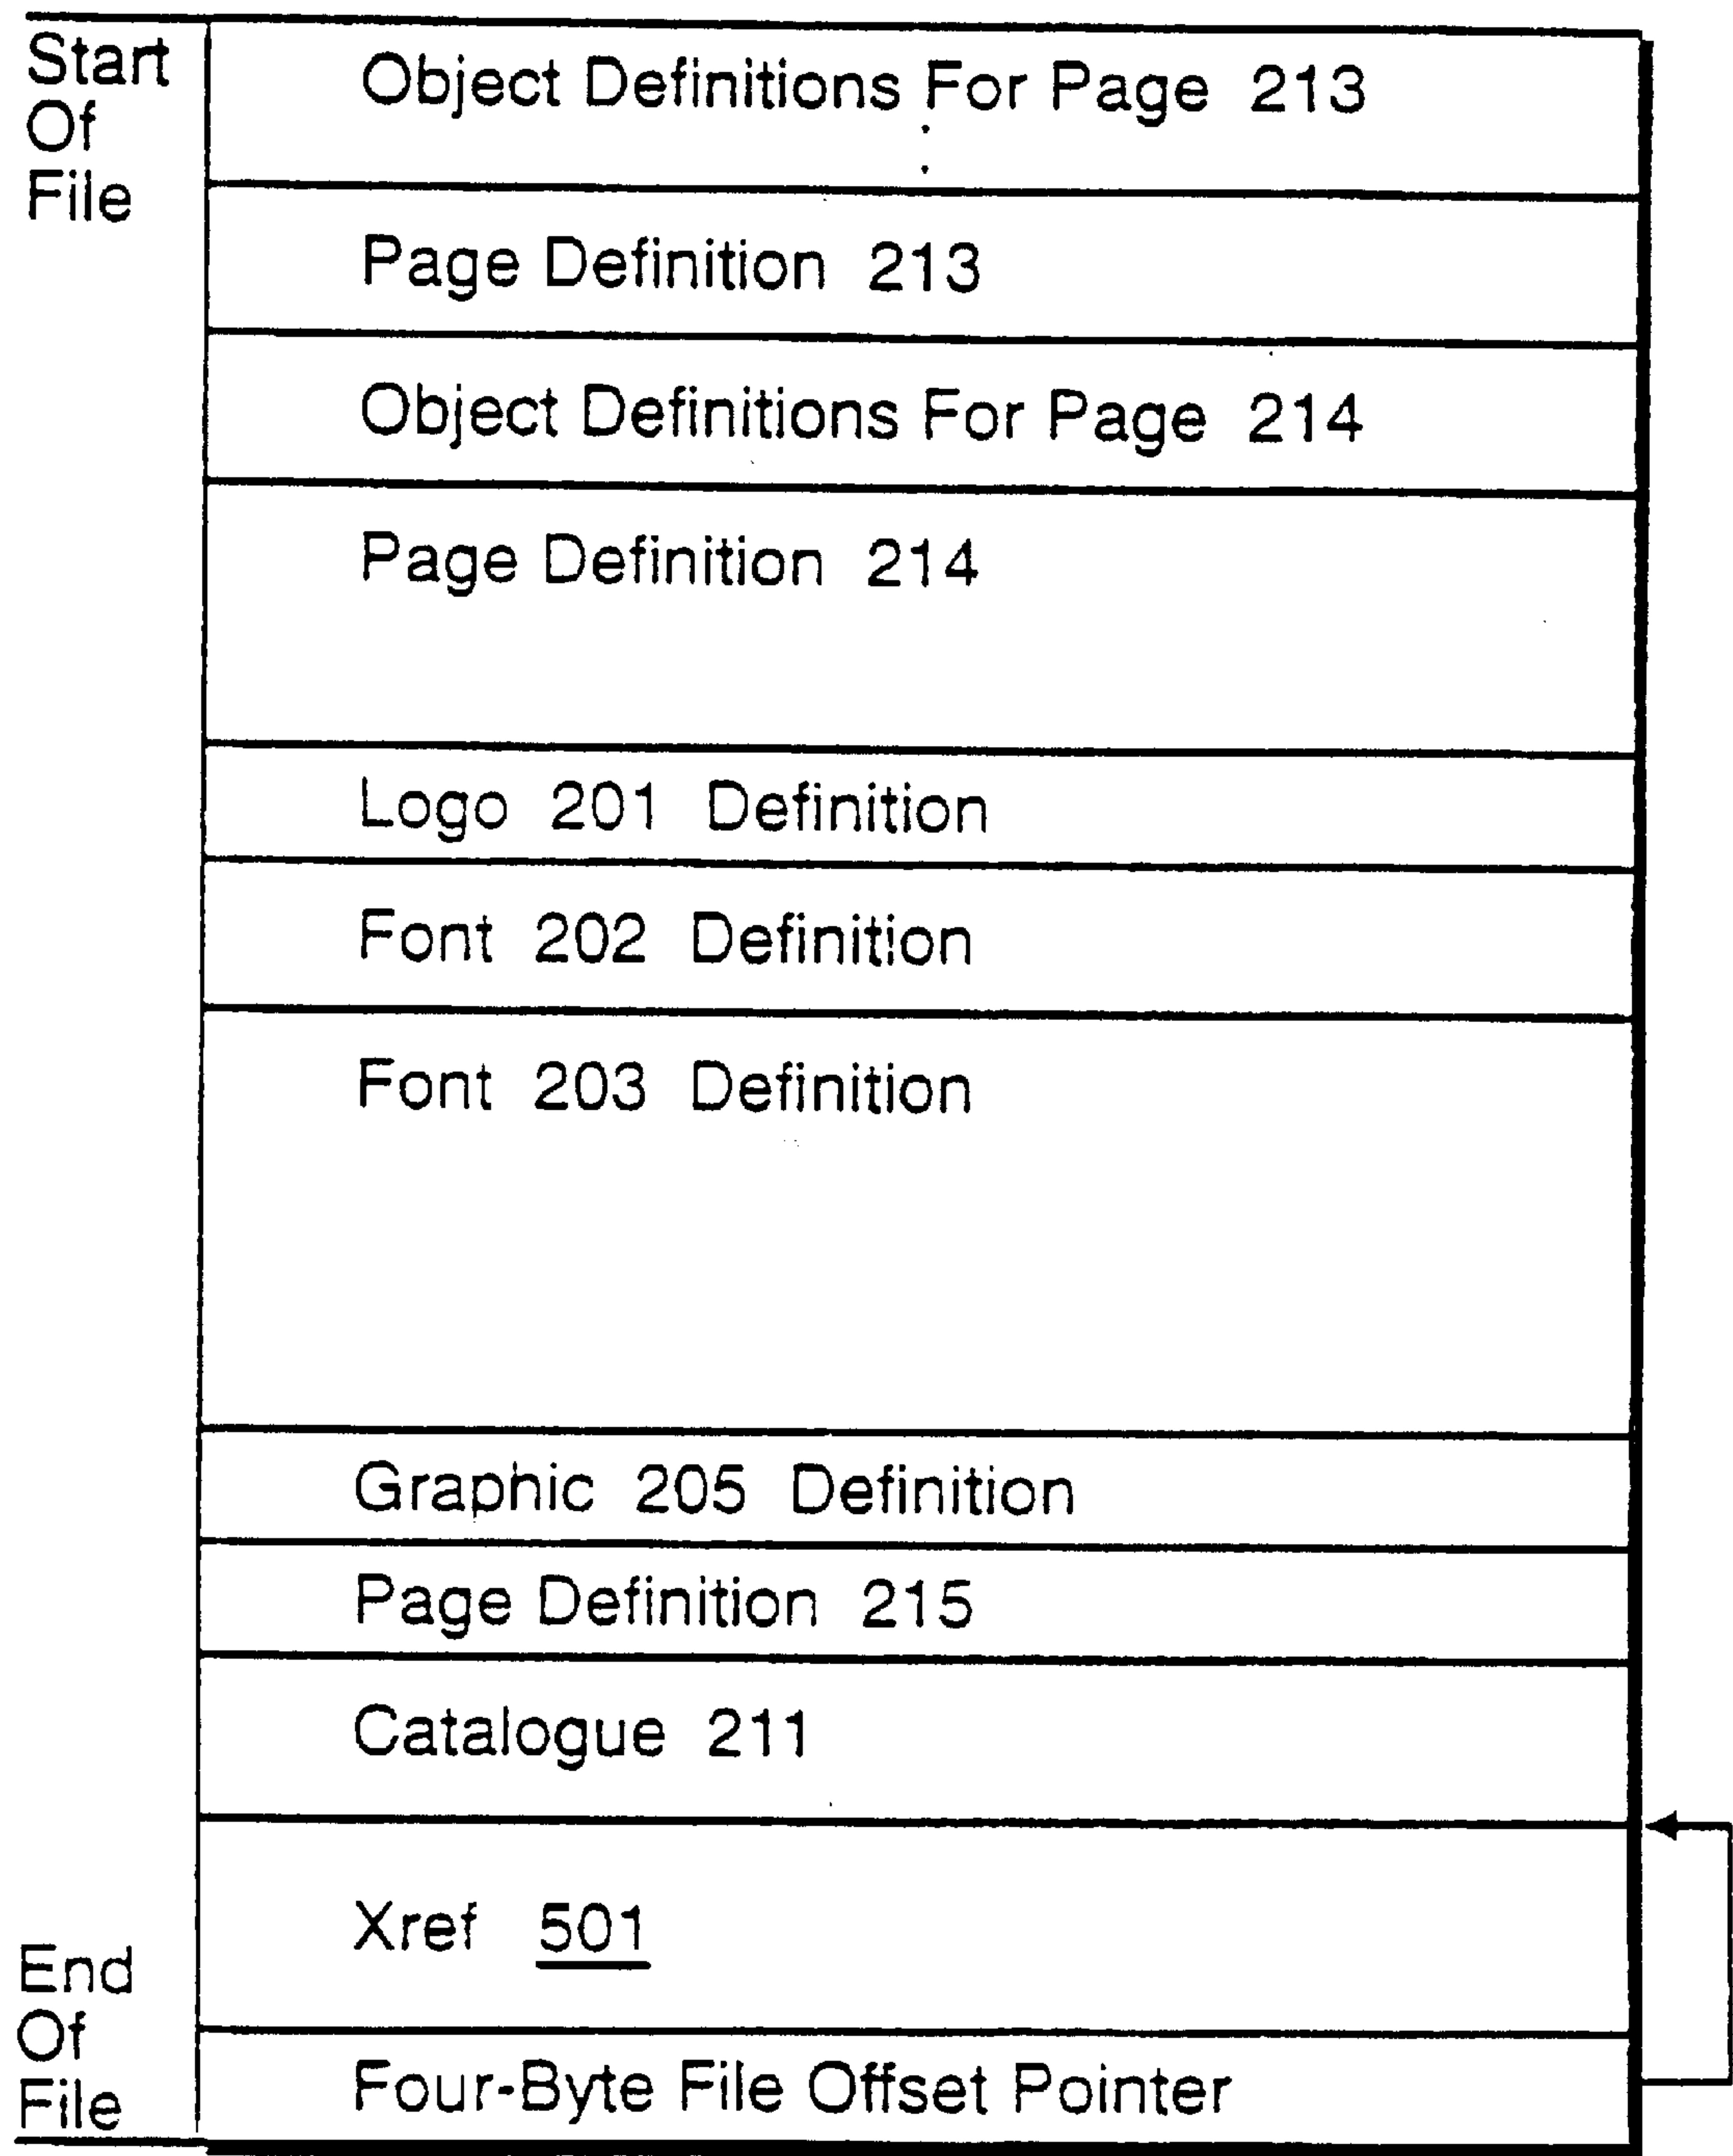 Start
Of
File
Object Definitions For Page 213
Page Definition 213
Object Definitions For Page 214
Page Definition 214
Logo 201 Definition
Font 202 Definition
Font 203 Definition
Graphic 205 Definition
Page Definition 215
Catalogue 211
Xref 501
End
Of
File
Four-Byte File Offset Pointer